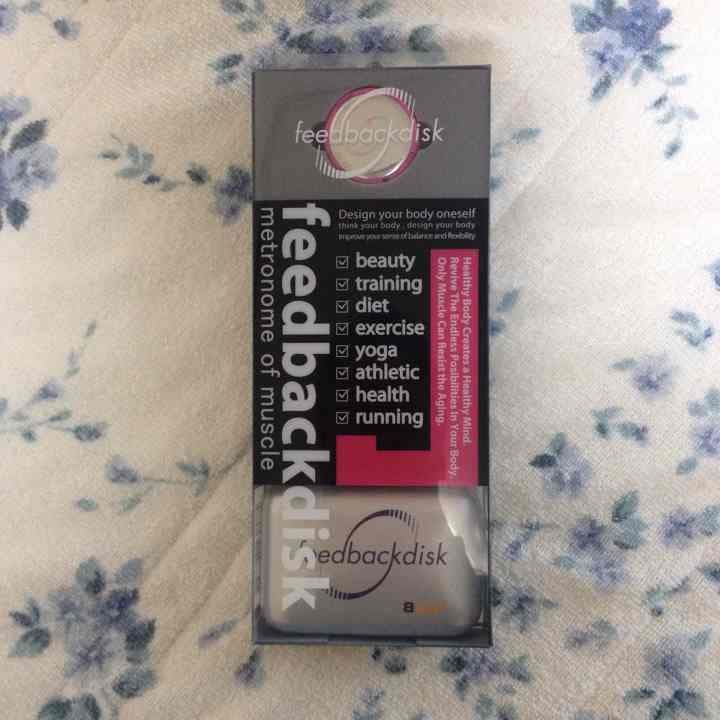 feedbackdisk
Design your body oneself
think your body , design your body
improve your sense of balance and flexibility
feedbackdisk
metronome of muscle
beauty
training
diet
exercise
yoga
athletic
health
running
Healthy Body Creates a Healthy Mind.
Revive The Endless Posibilities In Your Body.
Only Muscle Can Resist the Aging.
feedbackdisk